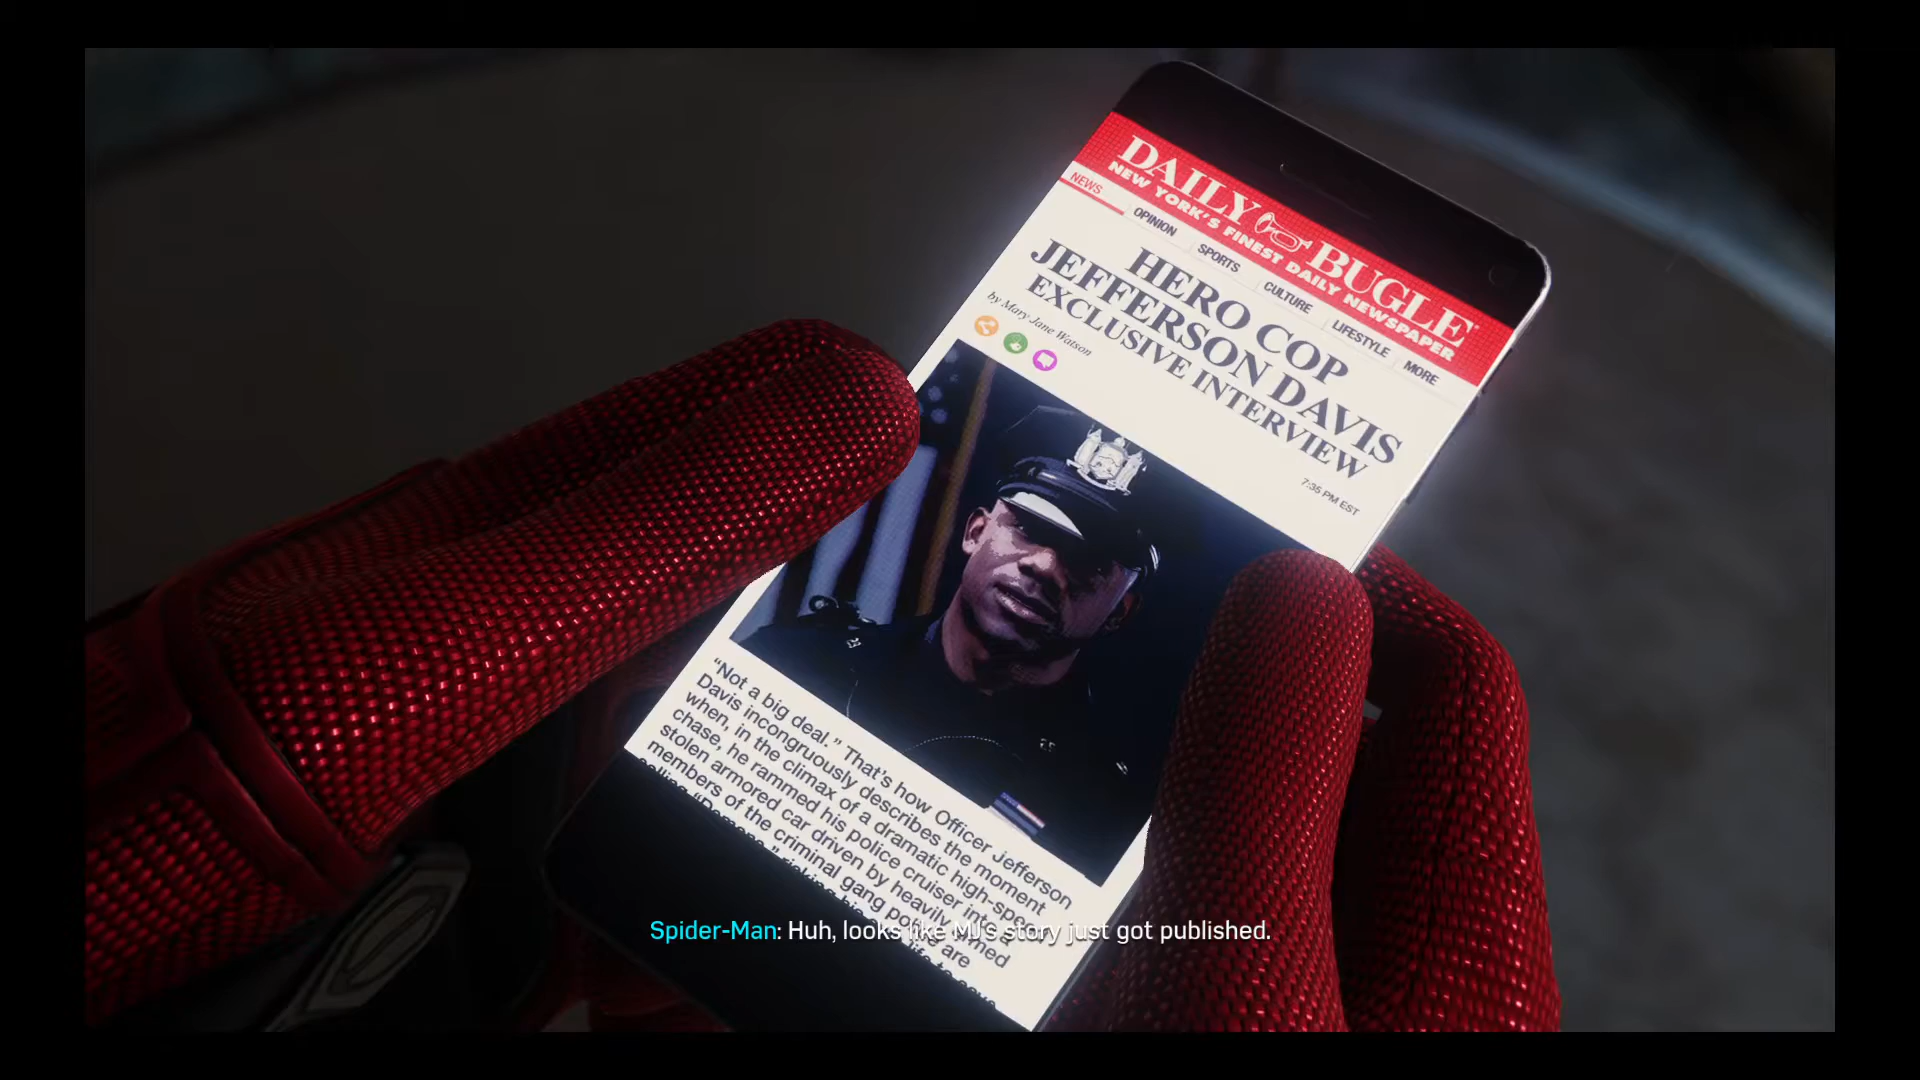 DAILY BUGLE
NEW YORK'S FINEST DAILY NEWSPAPER
NEWS
OPINION
SPORTS
CULTURE
LIFESTYLE
MORE
HERO COP
JEFFERSON DAVIS
EXCLUSIVE INTERVIEW
by Mary Jane Watson
7:35 PM EST
"Not a big deal." That's how Officer Jefferson
Davis incongruously describes the moment
when, in the climax of a dramatic high-speed
chase, he rammed his police cruiser into a
stolen armored car driven by heavily armed
members of the criminal gang police are
Spider-Man: Huh, looks like MJ's story just got published.